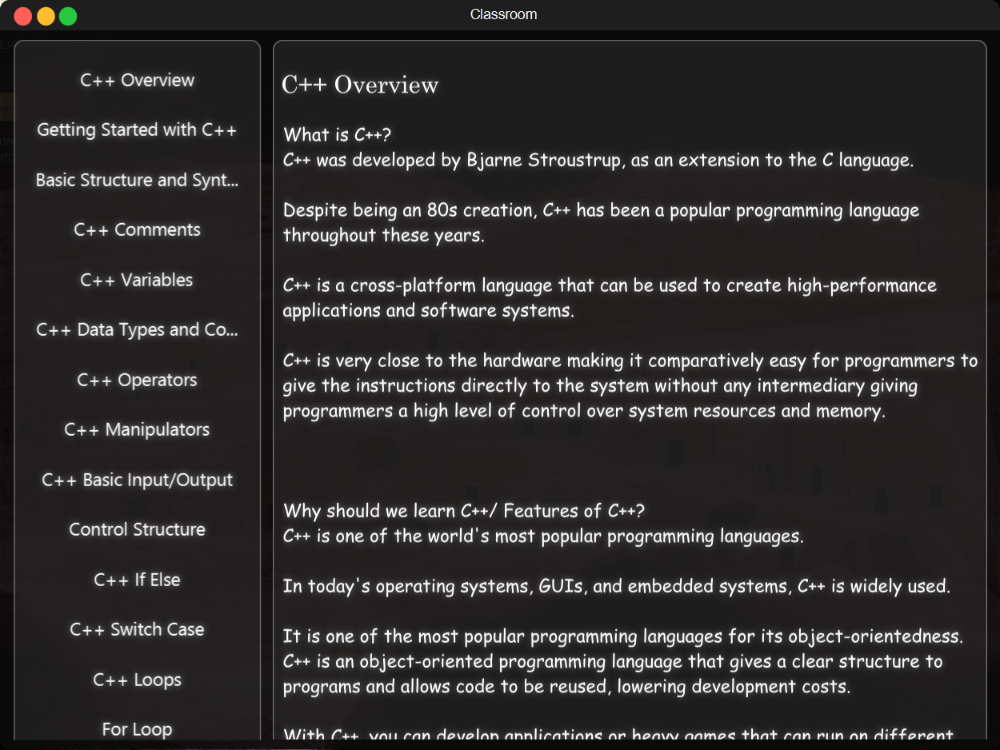 Classroom
C++ Overview
Getting Started with C++
Basic Structure and Synt...
C++ Comments
C++ Variables
C++ Data Types and Co...
C++ Operators
C++ Manipulators
C++ Basic Input/Output
Control Structure
C++ If Else
C++ Switch Case
C++ Loops
For Loop
C++ Overview
What is C++?
C++ was developed by Bjarne Stroustrup, as an extension to the C language.
Despite being an 80s creation, C++ has been a popular programming language
throughout these years.
C++ is a cross-platform language that can be used to create high-performance
applications and software systems.
C++ is very close to the hardware making it comparatively easy for programmers to
give the instructions directly to the system without any intermediary giving
programmers a high level of control over system resources and memory.
Why should we learn C++/ Features of C++?
C++ is one of the world's most popular programming languages.
In today's operating systems, GUIs, and embedded systems, C++ is widely used.
It is one of the most popular programming languages for its object-orientedness.
C++ is an object-oriented programming language that gives a clear structure to
programs and allows code to be reused, lowering development costs.
With C++, you can develop applications or heavy games that can run on different